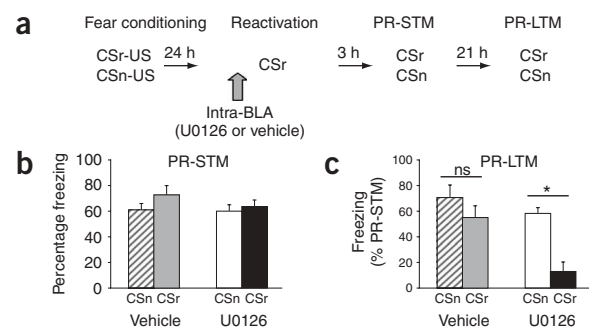 a
Fear conditioning Reactivation PR-STM PR-LTM
CSr-US 24 h CSr 3 h CSr 21 h CSr
CSn-US CSn CSn
Intra-BLA
(U0126 or vehicle)
b PR-STM
Percentage freezing
100
80
60
40
20
0
CSn CSr CSn CSr
Vehicle U0126
c PR-LTM
Freezing
(% PR-STM)
100
80
60
40
20
0
ns
*
CSn CSr CSn CSr
Vehicle U0126